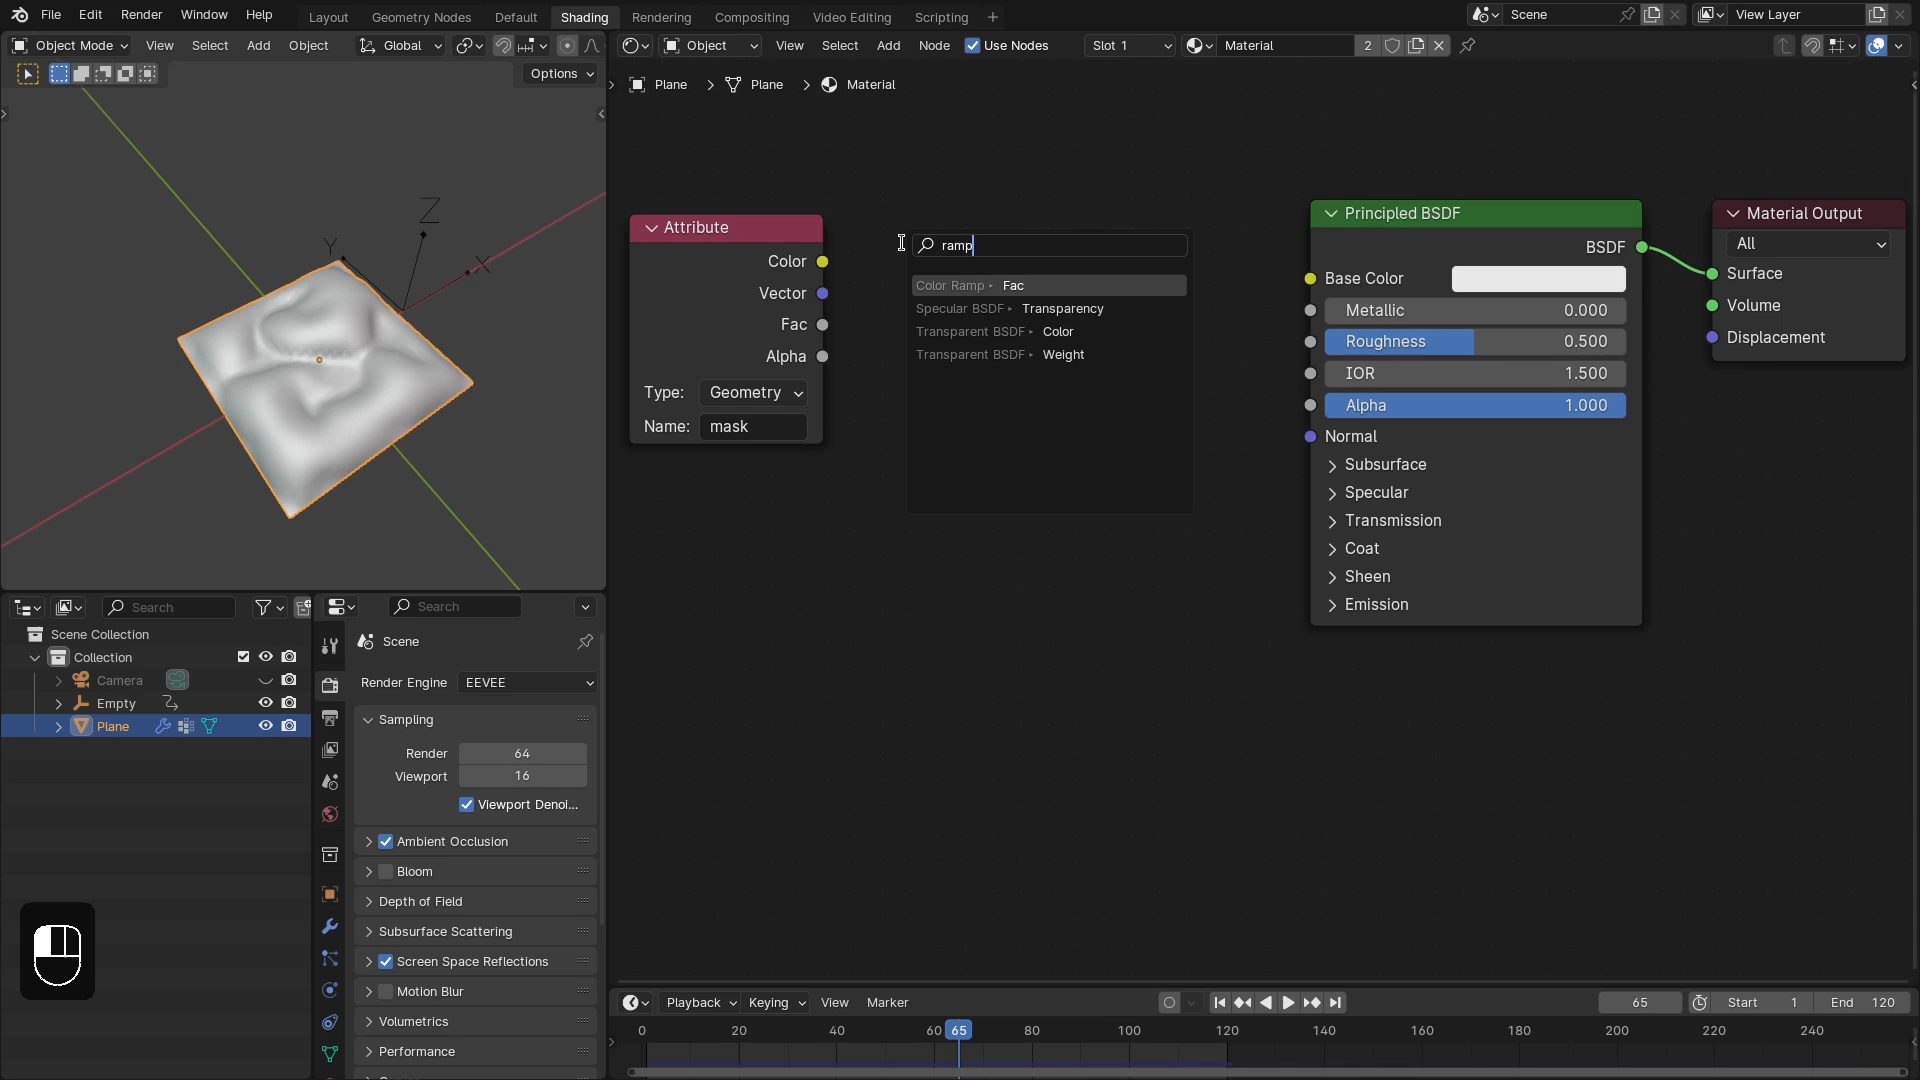 File Edit Render Window Help
Layout Geometry Nodes Default Shading Rendering Compositing Video Editing Scripting +
Scene
View Layer
Object Mode View Select Add Object Global
Options
Z
Y
X
Object View Select Add Node Use Nodes Slot 1 Material 2
Plane > Plane > Material
Attribute
Color
Vector
Fac
Alpha
Type: Geometry
Name: mask
ramp
Color Ramp ▸ Fac
Specular BSDF ▸ Transparency
Transparent BSDF ▸ Color
Transparent BSDF ▸ Weight
Principled BSDF
BSDF
Base Color
Metallic 0.000
Roughness 0.500
IOR 1.500
Alpha 1.000
Normal
Subsurface
Specular
Transmission
Coat
Sheen
Emission
Material Output
All
Surface
Volume
Displacement
Search
Scene Collection
Collection
Camera
Empty
Plane
Search
Scene
Render Engine EEVEE
Sampling
Render 64
Viewport 16
Viewport Denoi...
Ambient Occlusion
Bloom
Depth of Field
Subsurface Scattering
Screen Space Reflections
Motion Blur
Volumetrics
Performance
Playback Keying View Marker
65 Start 1 End 120
0 20 40 60 65 80 100 120 140 160 180 200 220 240